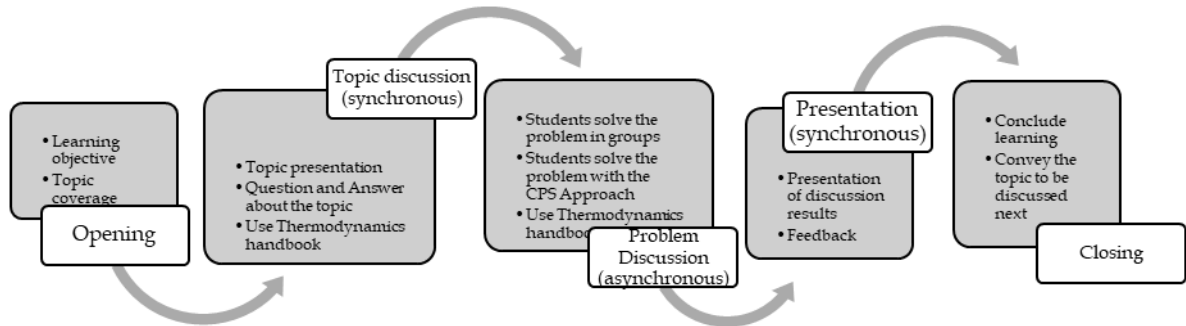 • Learning
objective
• Topic
coverage
Opening
Topic discussion
(synchronous)
• Topic presentation
• Question and Answer
about the topic
• Use Thermodynamics
handbook
• Students solve the
problem in groups
• Students solve the
problem with the
CPS Approach
• Use Thermodynamics
handbook
Problem
Discussion
(asynchronous)
Presentation
(synchronous)
• Presentation
of discussion
results
• Feedback
• Conclude
learning
• Convey the
topic to be
discussed
next
Closing